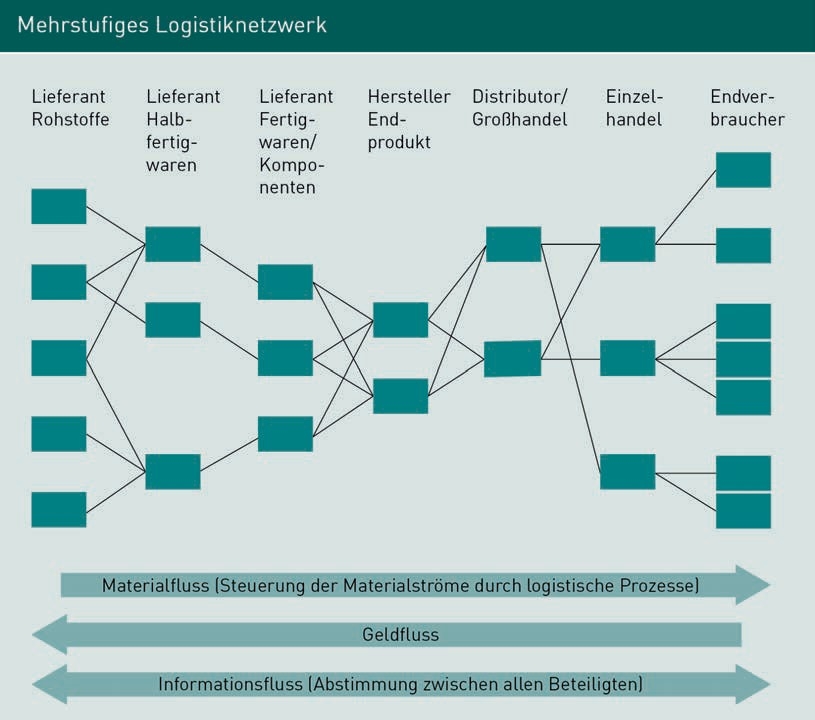 Mehrstufiges Logistiknetzwerk
Lieferant
Rohstoffe
Lieferant
Halb-
fertig-
waren
Lieferant
Fertig-
waren/
Kompo-
nenten
Hersteller
End-
produkt
Distributor/
Großhandel
Einzel-
handel
Endver-
braucher
Materialfluss (Steuerung der Materialströme durch logistische Prozesse)
Geldfluss
Informationsfluss (Abstimmung zwischen allen Beteiligten)